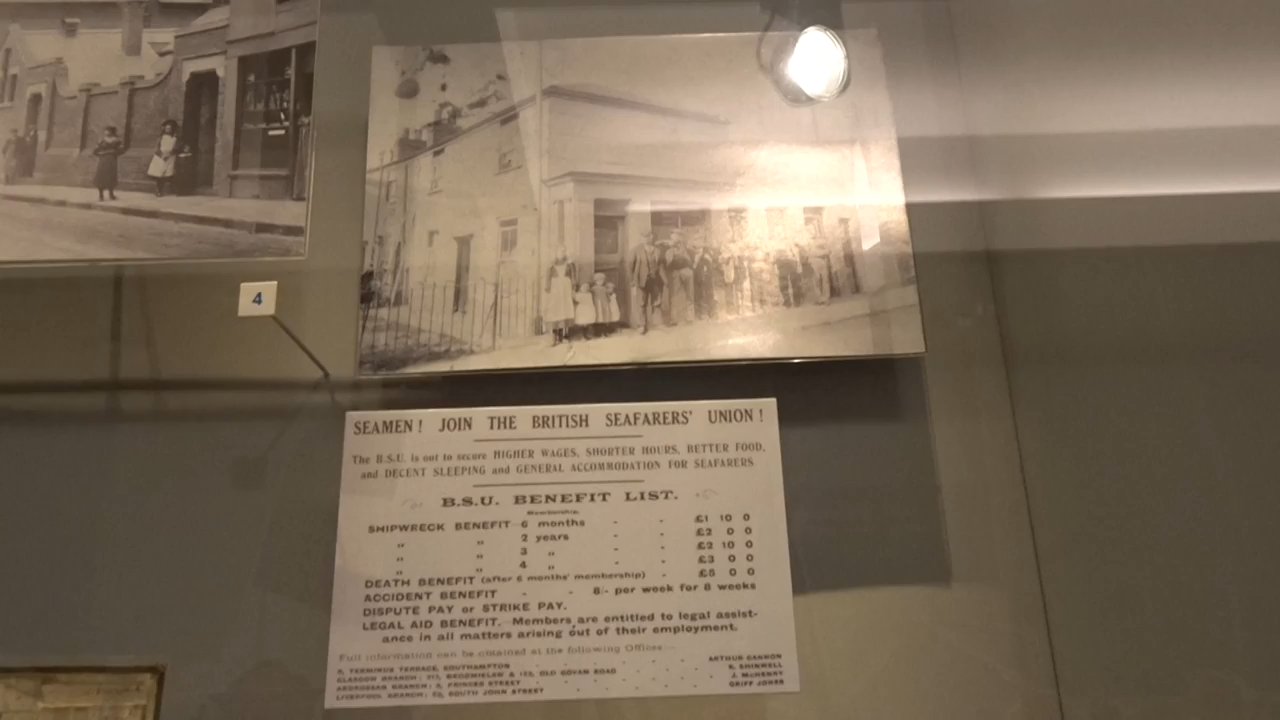 4
SEAMEN! JOIN THE BRITISH SEAFARERS' UNION!
The B.S.U. is out to secure HIGHER WAGES, SHORTER HOURS, BETTER FOOD,
and DECENT SLEEPING and GENERAL ACCOMMODATION FOR SEAFARERS
B.S.U. BENEFIT LIST.
Membership.
SHIPWRECK BENEFIT 6 months - - £1 10 0
„ „ 2 years - - £2 0 0
„ „ 3 „ - - £2 10 0
„ „ 4 „ - - £3 0 0
DEATH BENEFIT (after 6 months' membership) - £5 0 0
ACCIDENT BENEFIT - - 8/- per week for 8 weeks
DISPUTE PAY or STRIKE PAY.
LEGAL AID BENEFIT. Members are entitled to legal assist-
ance in all matters arising out of their employment.
Full information can be obtained at the following Offices:—
TERMINUS TERRACE, SOUTHAMPTON - - - ARTHUR CANNON
GLASGOW BRANCH: BROOMIELAW & OLD GOVAN ROAD - - - E. SHINWELL
ARDROSSAN BRANCH: PRINCES STREET - - - J. McHENRY
LIVERPOOL BRANCH: SOUTH JOHN STREET - - - GRIFF JONES